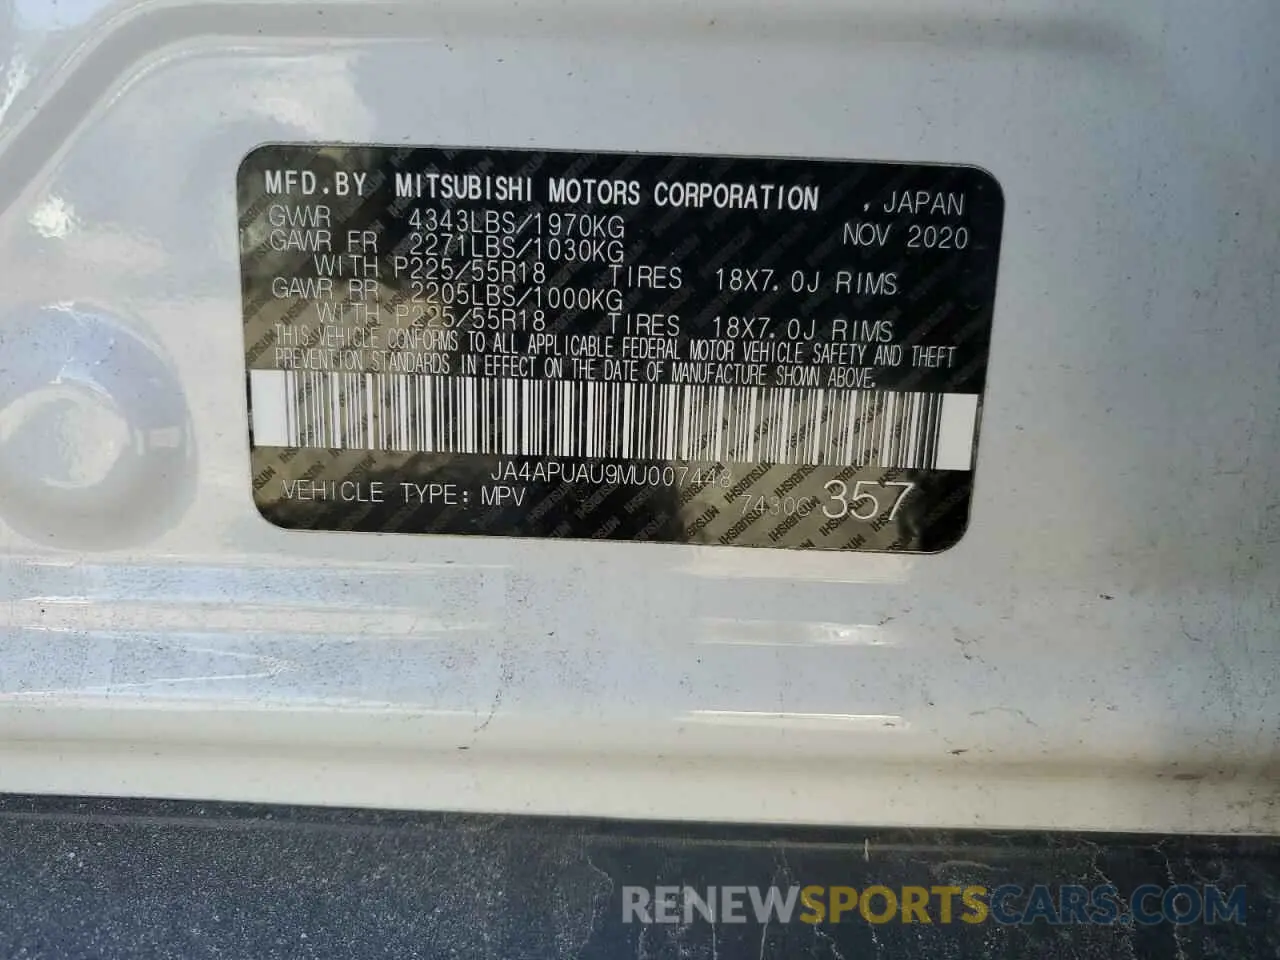 MFD.BY MITSUBISHI MOTORS CORPORATION , JAPAN
GVWR 4343LBS/1970KG NOV 2020
GAWR FR 2271LBS/1030KG
WITH P225/55R18 TIRES 18X7.0J RIMS
GAWR RR 2205LBS/1000KG
WITH P225/55R18 TIRES 18X7.0J RIMS
THIS VEHICLE CONFORMS TO ALL APPLICABLE FEDERAL MOTOR VEHICLE SAFETY AND THEFT
PREVENTION STANDARDS IN EFFECT ON THE DATE OF MANUFACTURE SHOWN ABOVE.
JA4APUAU9MU007448
VEHICLE TYPE: MPV 357
RENEWSPORTSCARS.COM